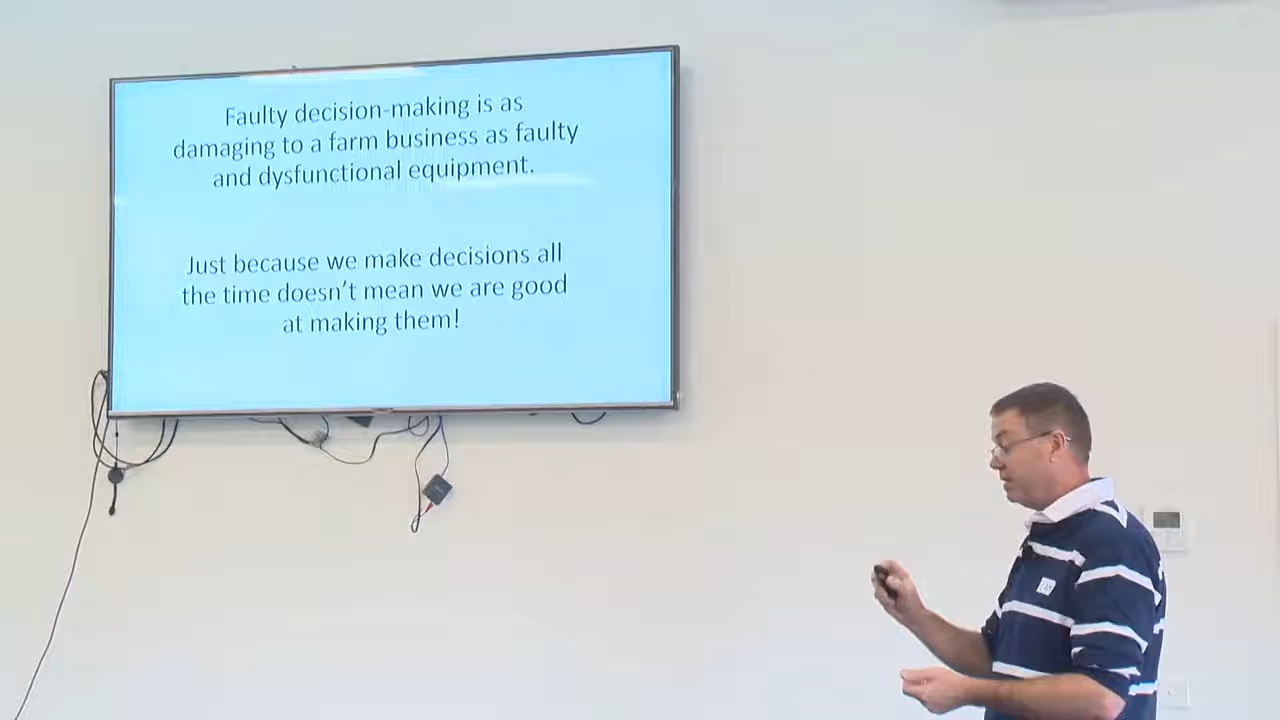 Faulty decision-making is as
damaging to a farm business as faulty
and dysfunctional equipment.
Just because we make decisions all
the time doesn't mean we are good
at making them!